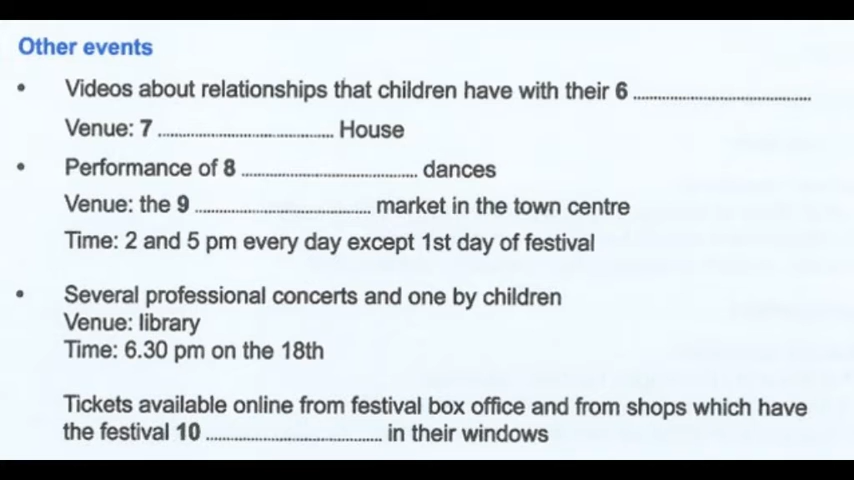 Other events
• Videos about relationships that children have with their 6 ..............................
Venue: 7 .............................. House
• Performance of 8 .............................. dances
Venue: the 9 .............................. market in the town centre
Time: 2 and 5 pm every day except 1st day of festival
• Several professional concerts and one by children
Venue: library
Time: 6.30 pm on the 18th
Tickets available online from festival box office and from shops which have
the festival 10 .............................. in their windows